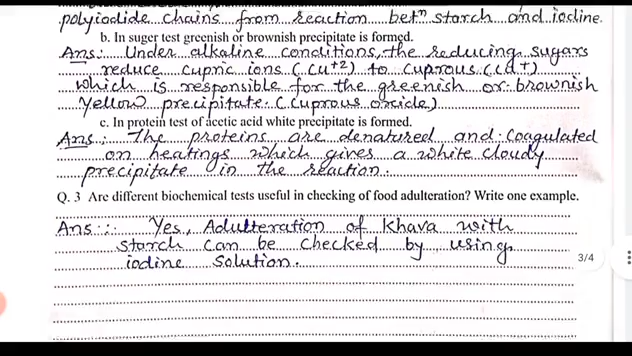 polyiodide chains from reaction betⁿ starch and iodine.
b. In suger test greenish or brownish precipitate is formed.
Ans: Under alkaline conditions, the reducing sugars
reduce cupric ions (Cu+2) to cuprous (Cu+)
which is responsible for the greenish or brownish
Yellow precipitate. (Cuprous oxide)
c. In protein test of acetic acid white precipitate is formed.
Ans: The proteins are denatured and coagulated
on heatings which gives a white cloudy
precipitate in the reaction.
Q. 3 Are different biochemical tests useful in checking of food adulteration? Write one example.
Ans:- Yes, Adulteration of Khava with
starch can be checked by using
iodine solution.
3/4